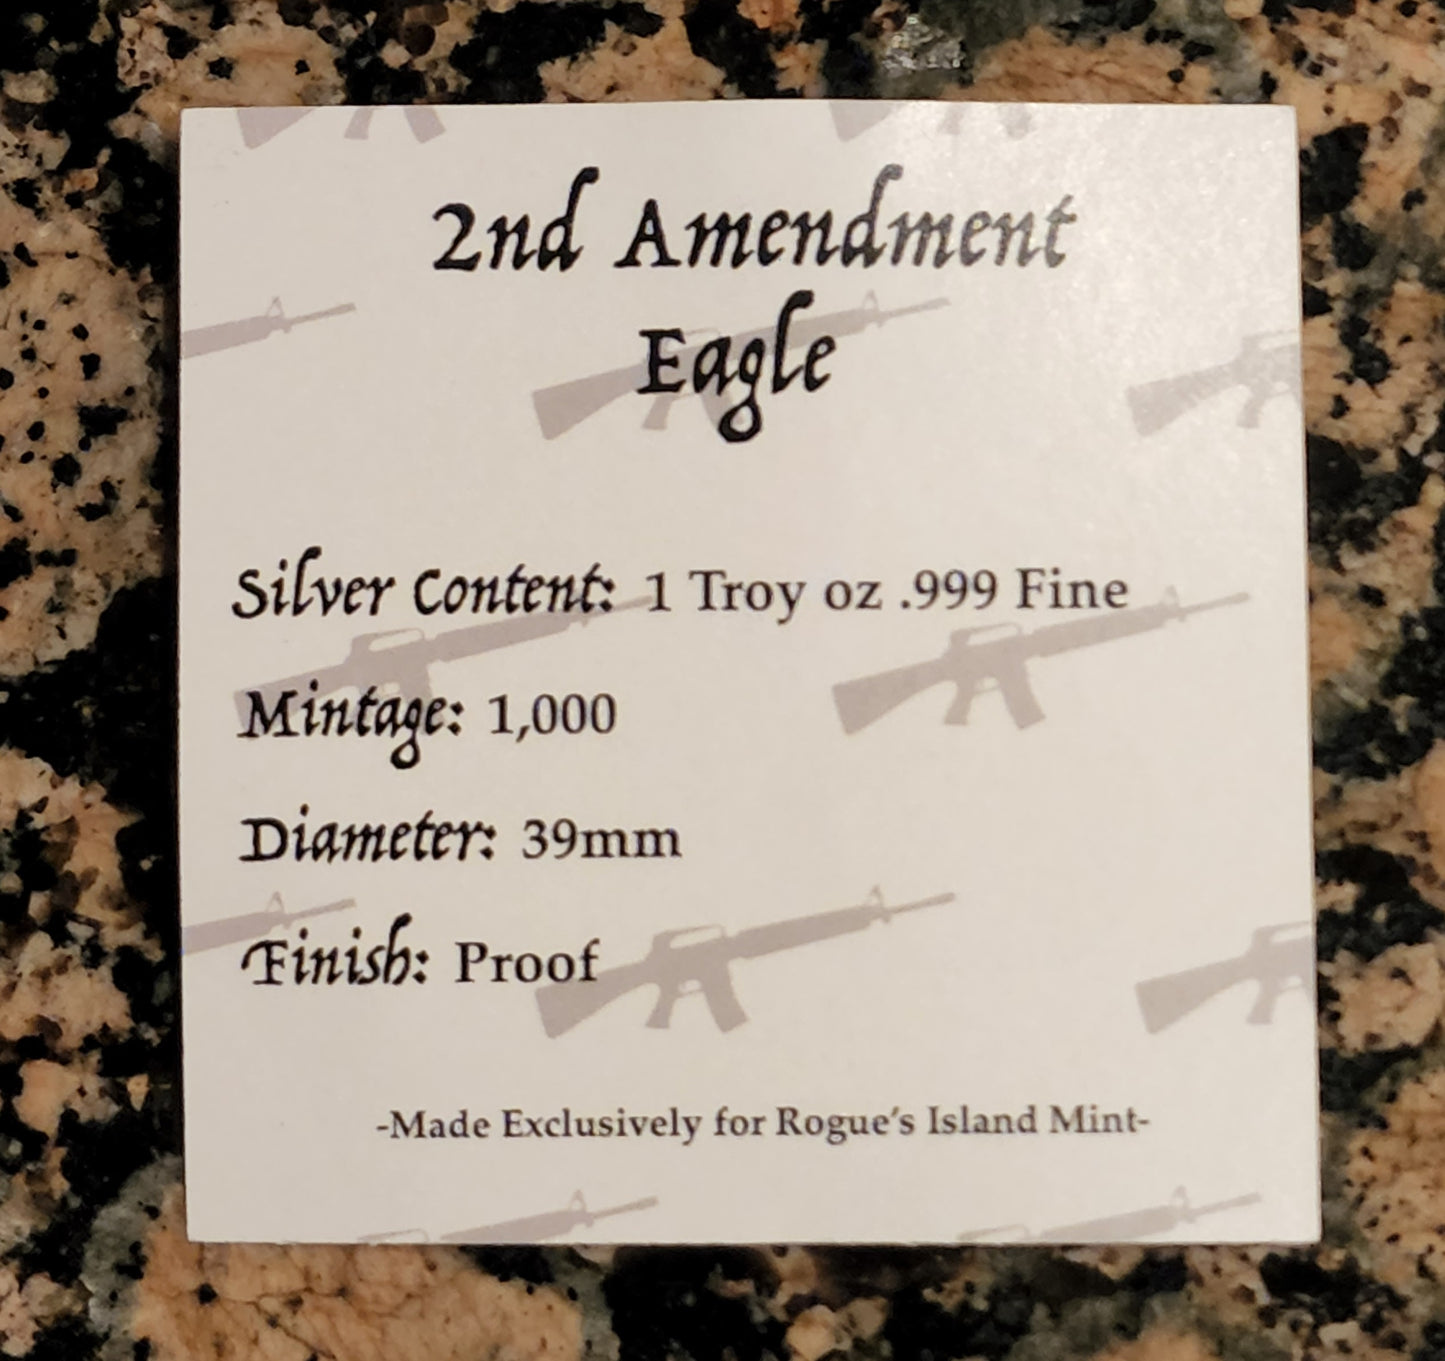 2nd Amendment
Eagle
Silver Content: 1 Troy oz .999 Fine
Mintage: 1,000
Diameter: 39mm
Finish: Proof
-Made Exclusively for Rogue's Island Mint-